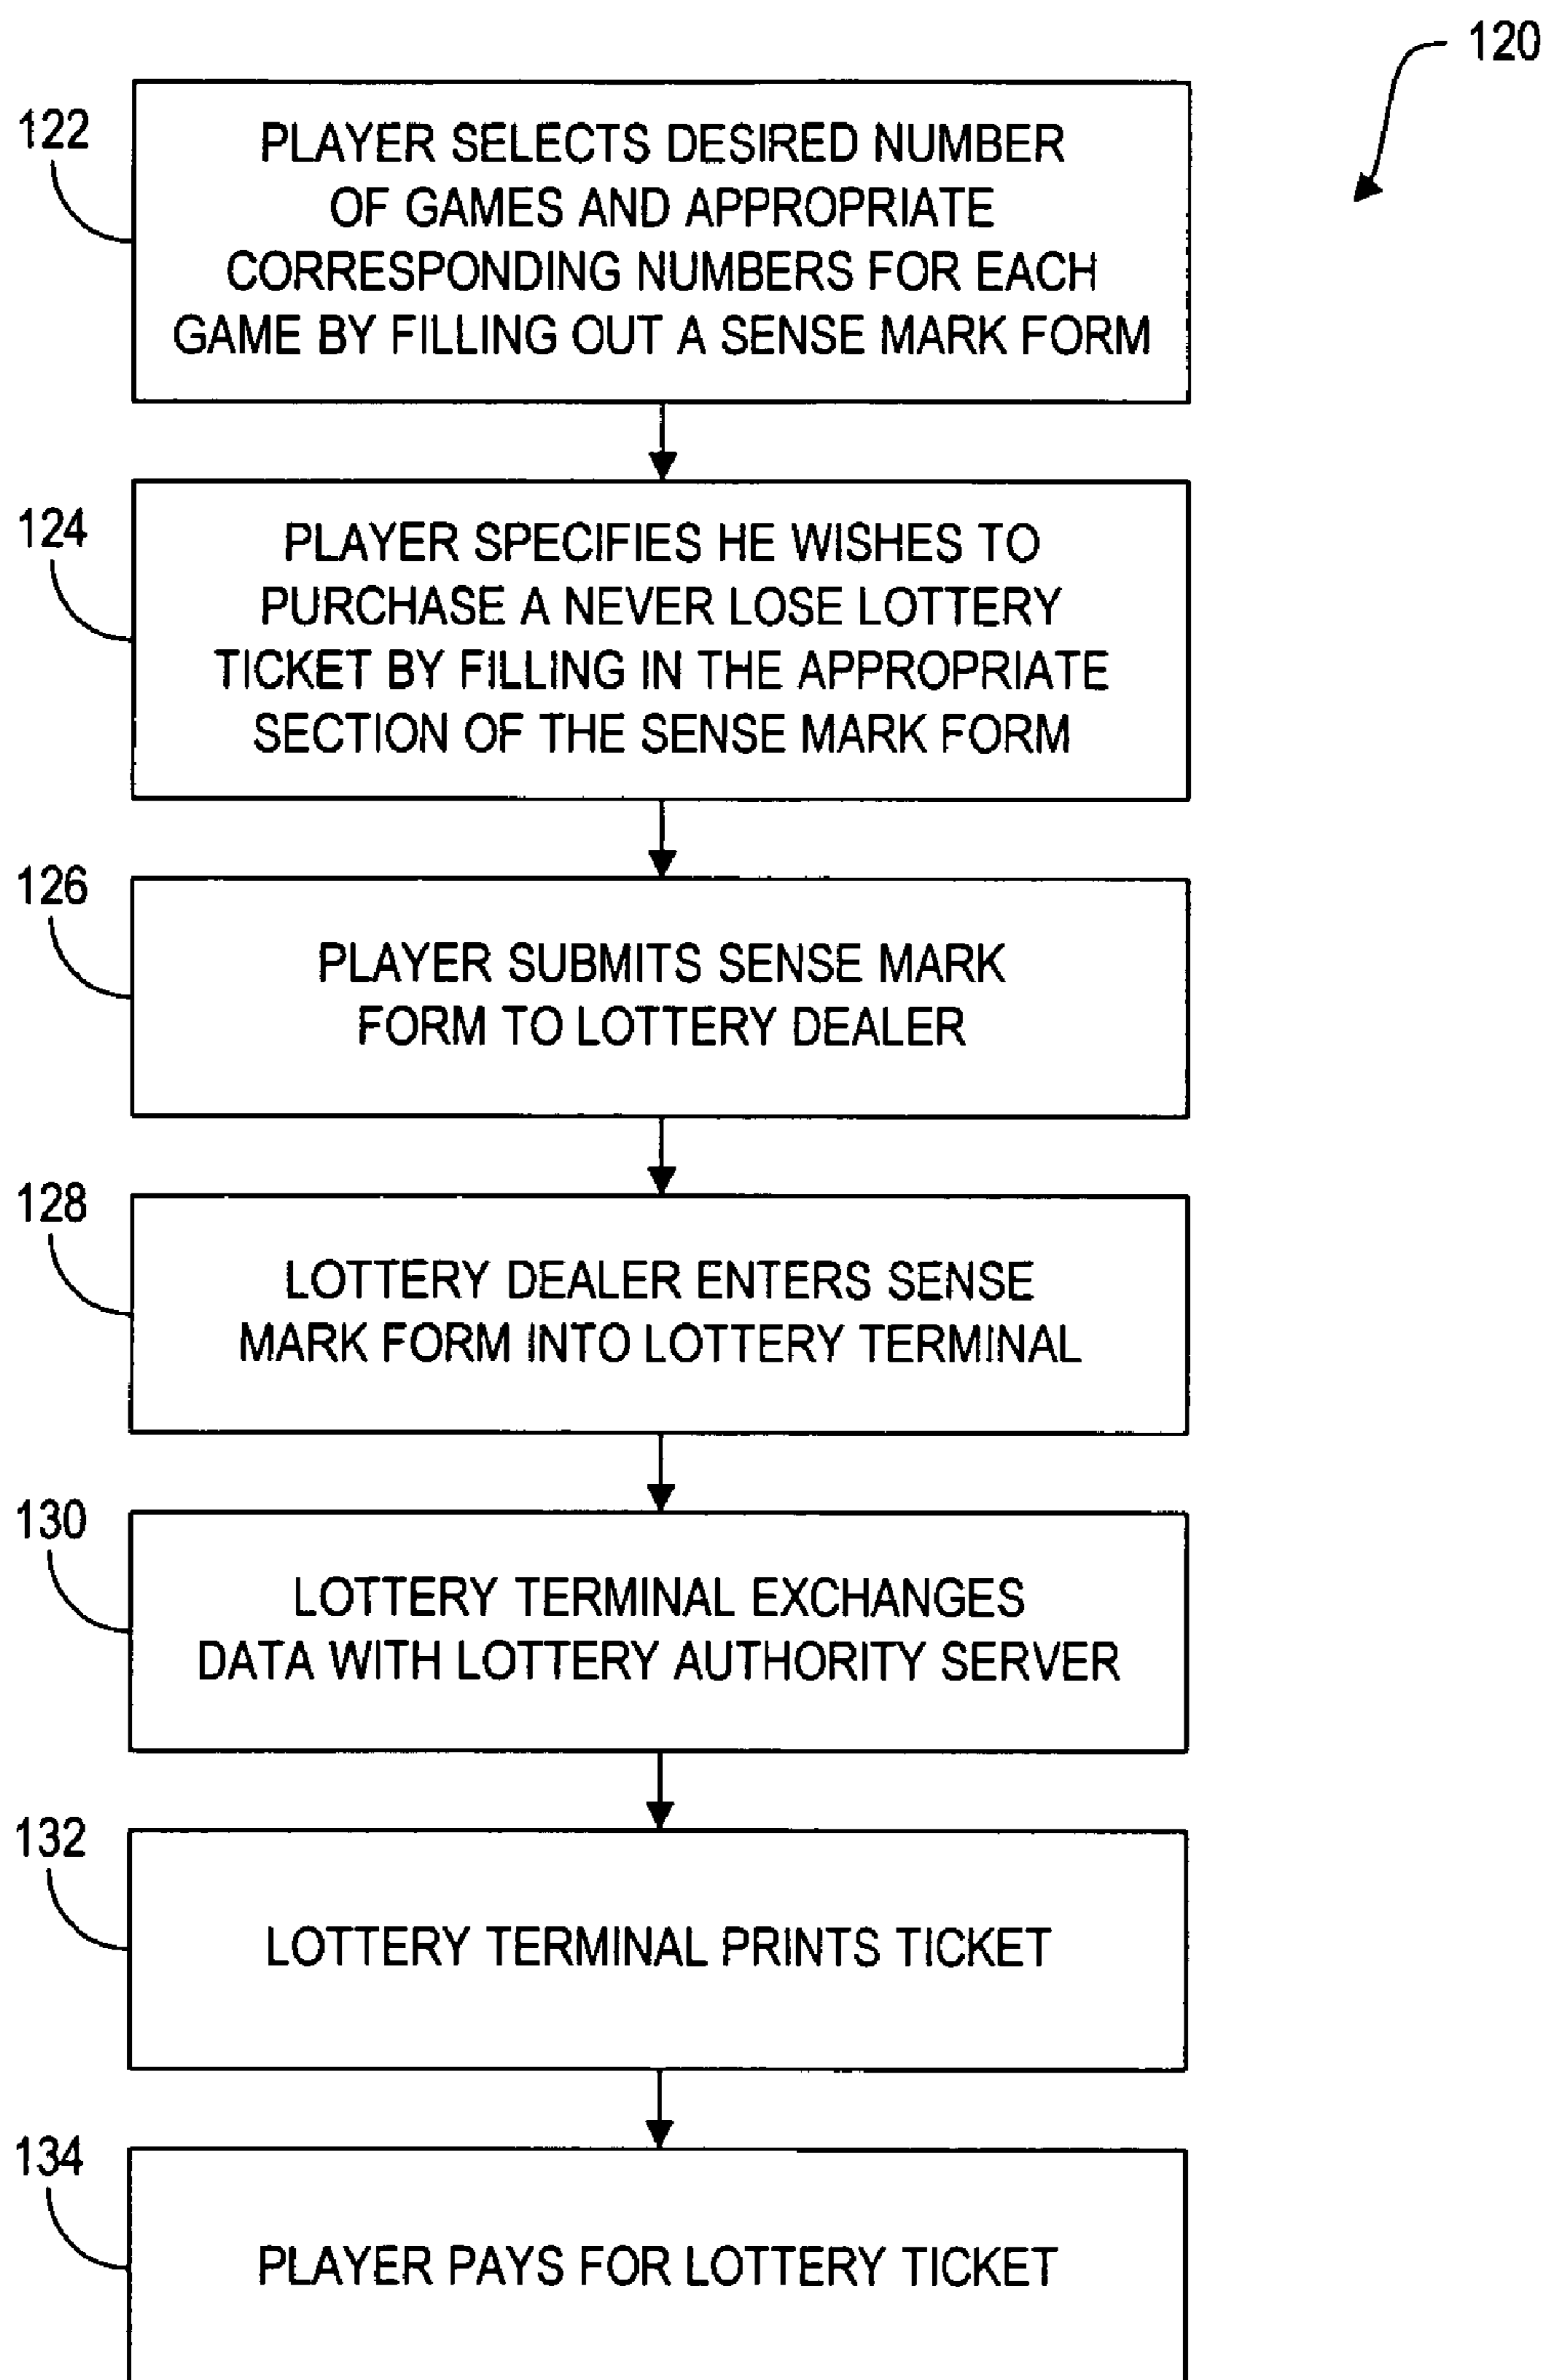 120
122
PLAYER SELECTS DESIRED NUMBER
OF GAMES AND APPROPRIATE
CORRESPONDING NUMBERS FOR EACH
GAME BY FILLING OUT A SENSE MARK FORM
124
PLAYER SPECIFIES HE WISHES TO
PURCHASE A NEVER LOSE LOTTERY
TICKET BY FILLING IN THE APPROPRIATE
SECTION OF THE SENSE MARK FORM
126
PLAYER SUBMITS SENSE MARK
FORM TO LOTTERY DEALER
128
LOTTERY DEALER ENTERS SENSE
MARK FORM INTO LOTTERY TERMINAL
130
LOTTERY TERMINAL EXCHANGES
DATA WITH LOTTERY AUTHORITY SERVER
132
LOTTERY TERMINAL PRINTS TICKET
134
PLAYER PAYS FOR LOTTERY TICKET